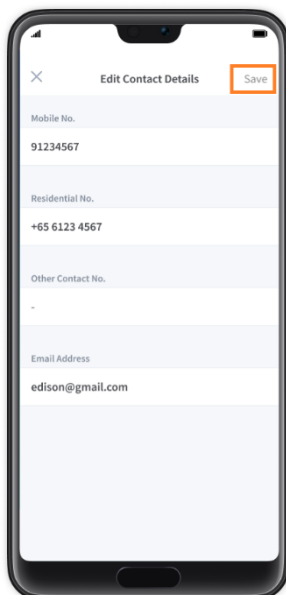 Edit Contact Details Save
Mobile No.
91234567
Residential No.
+65 6123 4567
Other Contact No.
-
Email Address
edison@gmail.com